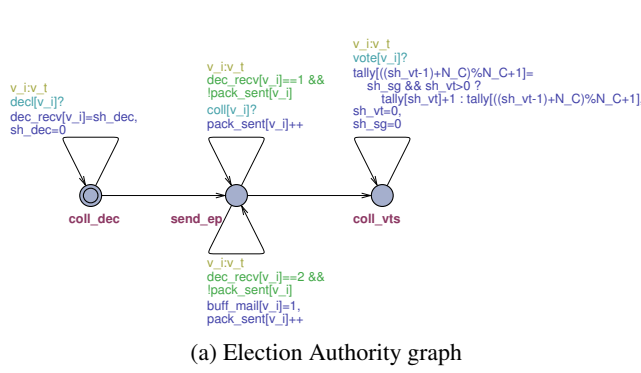 v_i:v_t
decl[v_i]?
dec_recv[v_i]=sh_dec,
sh_dec=0
v_i:v_t
dec_recv[v_i]==1 &&
!pack_sent[v_i]
coll[v_i]?
pack_sent[v_i]++
v_i:v_t
vote[v_i]?
tally[((sh_vt-1)+N_C)%N_C+1]=
sh_sg && sh_vt>0 ?
tally[sh_vt]+1 : tally[((sh_vt-1)+N_C)%N_C+1],
sh_vt=0,
sh_sg=0
coll_dec
send_ep
coll_vts
v_i:v_t
dec_recv[v_i]==2 &&
!pack_sent[v_i]
buff_mail[v_i]=1,
pack_sent[v_i]++
(a) Election Authority graph